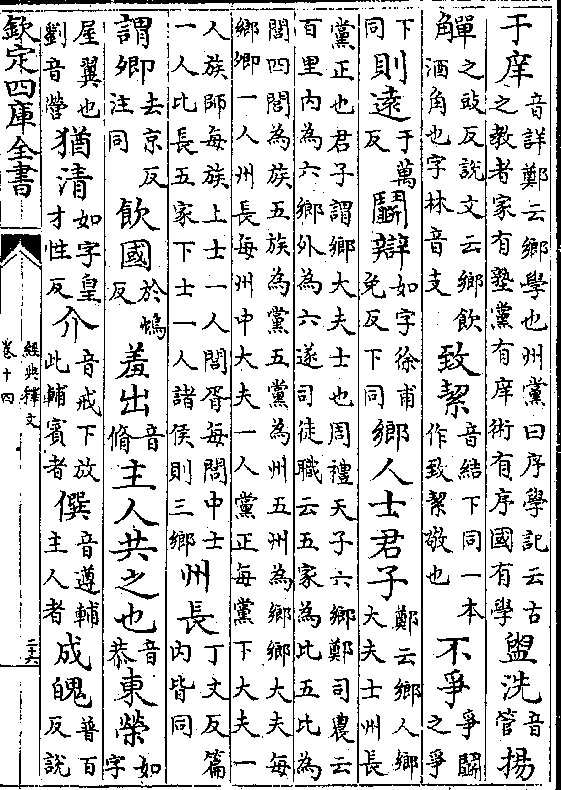 于庠音詳鄭云鄉學也州黨曰序學記云古之教者家有塾黨有庠術有序國有學盥洗音管揚
觶之豉反說文云鄉飲酒角也字林音支致絜音結下同一本作致絜敬也不爭爭鬭之爭
下同則遠于萬反鬭辯如字徐甫免反下同鄉人士君子鄭云鄉人鄉大夫士州長
黨正也君子謂鄉大夫士也周禮天子六鄉鄭司農云百里内為六鄉外為六遂司徒職云五家為比五比為
閭四閭為族五族為黨五黨為州五州為鄉鄉大夫每鄉卿一人州長每州中大夫一人黨正每黨下大夫一
人族師每族上士一人閭胥每閭中士一人比長五家下士一人諸侯則三鄉州長丁丈反篇内皆同
謂卿去京反注同飲國於鴆反羞出音脩主人共之也音恭東榮如字
屋翼也劉音營猶清如字皇才性反介音戒下放此輔賓者僎音遵輔主人者成魄普百反說
欽定四庫全書
經典釋文
卷十四
二六